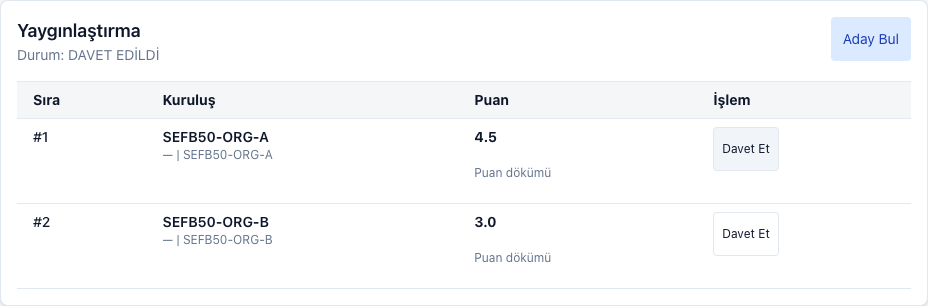 Yaygınlaştırma
Durum: DAVET EDİLDİ
Aday Bul
Sıra Kuruluş Puan İşlem
#1 SEFB50-ORG-A 4.5 Davet Et
— | SEFB50-ORG-A
Puan dökümü
#2 SEFB50-ORG-B 3.0 Davet Et
— | SEFB50-ORG-B
Puan dökümü